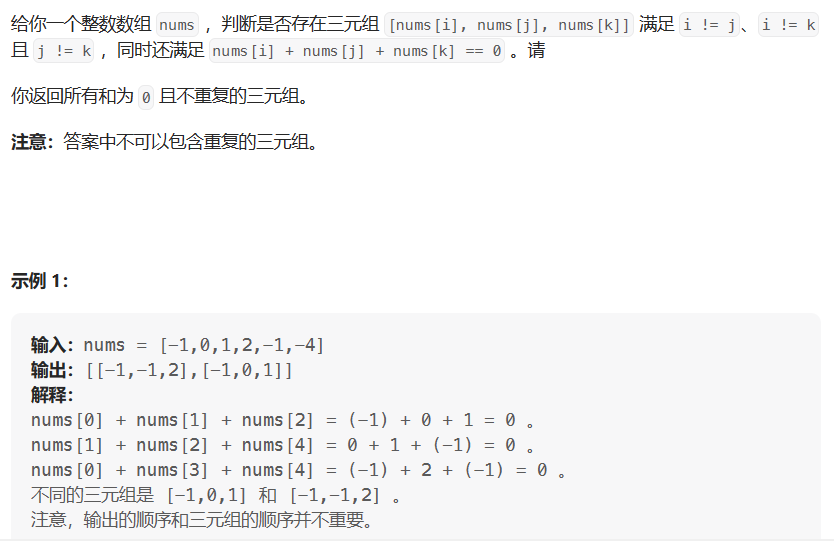 给你一个整数数组 nums ，判断是否存在三元组 [nums[i], nums[j], nums[k]] 满足 i != j、i != k
且 j != k ，同时还满足 nums[i] + nums[j] + nums[k] == 0 。请
你返回所有和为 0 且不重复的三元组。
注意：答案中不可以包含重复的三元组。
示例 1：
输入：nums = [-1,0,1,2,-1,-4]
输出：[[-1,-1,2],[-1,0,1]]
解释：
nums[0] + nums[1] + nums[2] = (-1) + 0 + 1 = 0 。
nums[1] + nums[2] + nums[4] = 0 + 1 + (-1) = 0 。
nums[0] + nums[3] + nums[4] = (-1) + 2 + (-1) = 0 。
不同的三元组是 [-1,0,1] 和 [-1,-1,2] 。
注意，输出的顺序和三元组的顺序并不重要。